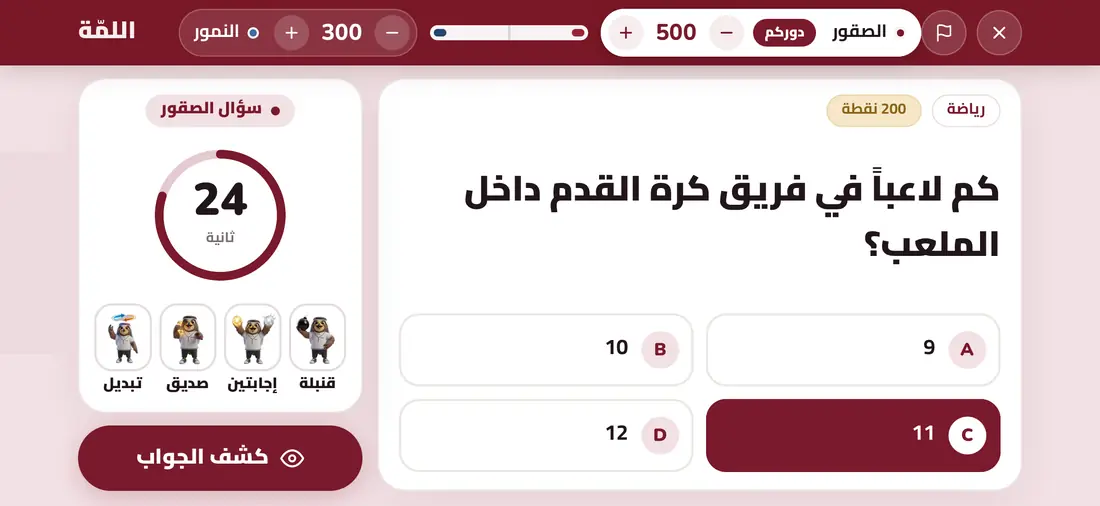 الصقور
دوركم
−
500
+
300
−
+
النمور
اللمّة
رياضة
200 نقطة
كم لاعباً في فريق كرة القدم داخل
الملعب؟
A 9
B 10
C 11
D 12
سؤال الصقور
24
ثانية
قنبلة
إجابتين
صديق
تبديل
كشف الجواب